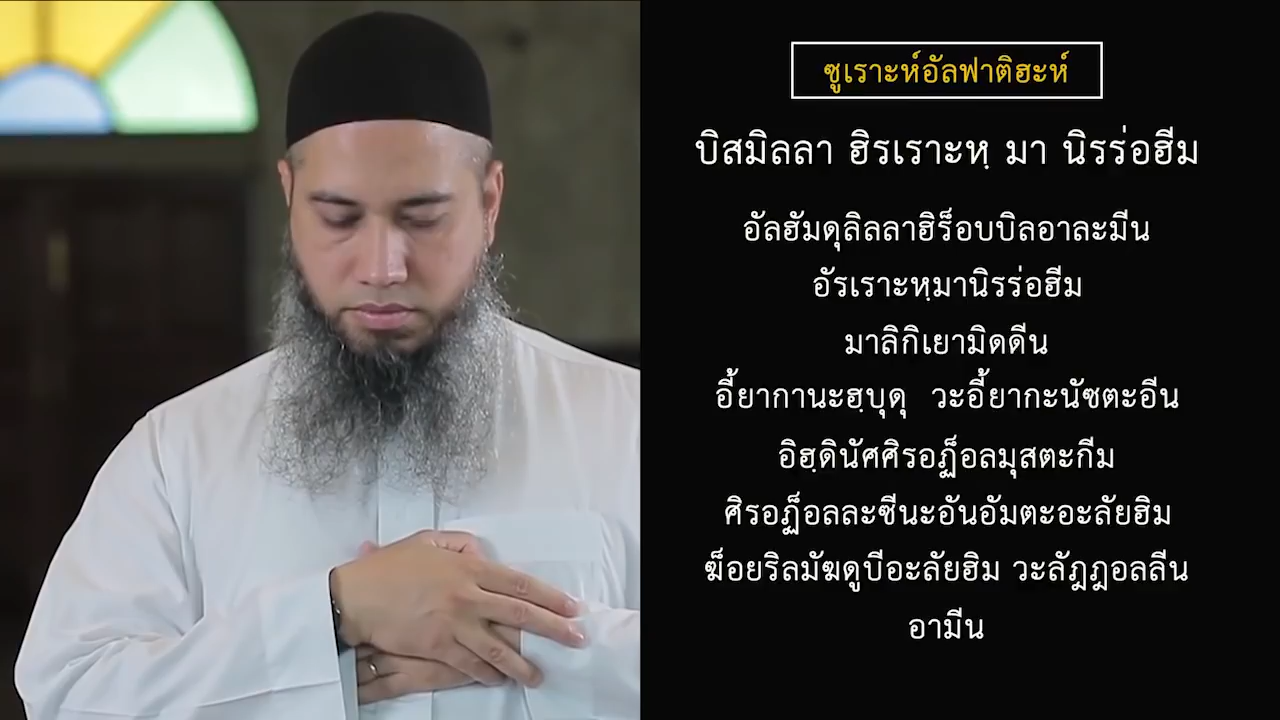 ซูเราะห์อัลฟาติฮะห์
บิสมิลลา ฮิรเราะหฺ มา นิรร่อฮีม
อัลฮัมดุลิลลาฮิร็อบบิลอาละมีน
อัรเราะหฺมานิรร่อฮีม
มาลิกิเยามิดดีน
อี้ยากานะฮฺบุดุ วะอี้ยากะนัซตะอีน
อิฮฺดินัศศิรอฏ็อลมุสตะกีม
ศิรอฏ็อลละซีนะอันอัมตะอะลัยฮิม
ฆ็อยริลมัฆดูบีอะลัยฮิม วะลัฎฎอลลีน
อามีน